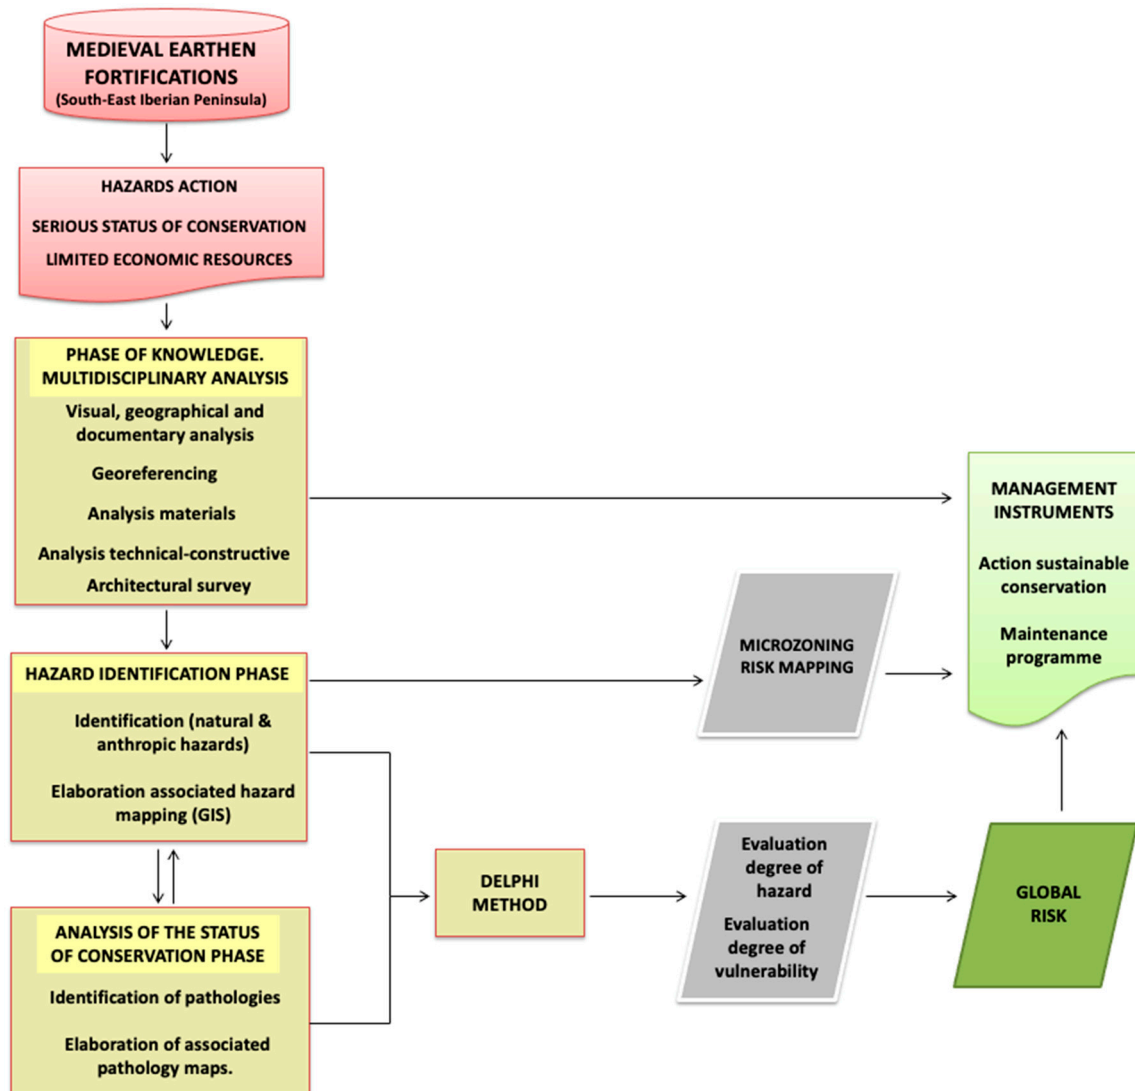 MEDIEVAL EARTHEN
FORTIFICATIONS
(South-East Iberian Peninsula)
HAZARDS ACTION
SERIOUS STATUS OF CONSERVATION
LIMITED ECONOMIC RESOURCES
PHASE OF KNOWLEDGE.
MULTIDISCIPLINARY ANALYSIS
Visual, geographical and
documentary analysis
Georeferencing
Analysis materials
Analysis technical-constructive
Architectural survey
HAZARD IDENTIFICATION PHASE
Identification (natural &
anthropic hazards)
Elaboration associated hazard
mapping (GIS)
ANALYSIS OF THE STATUS
OF CONSERVATION PHASE
Identification of pathologies
Elaboration of associated
pathology maps.
DELPHI
METHOD
MICROZONING
RISK MAPPING
Evaluation
degree of
hazard
Evaluation
degree of
vulnerability
MANAGEMENT
INSTRUMENTS
Action sustainable
conservation
Maintenance
programme
GLOBAL
RISK